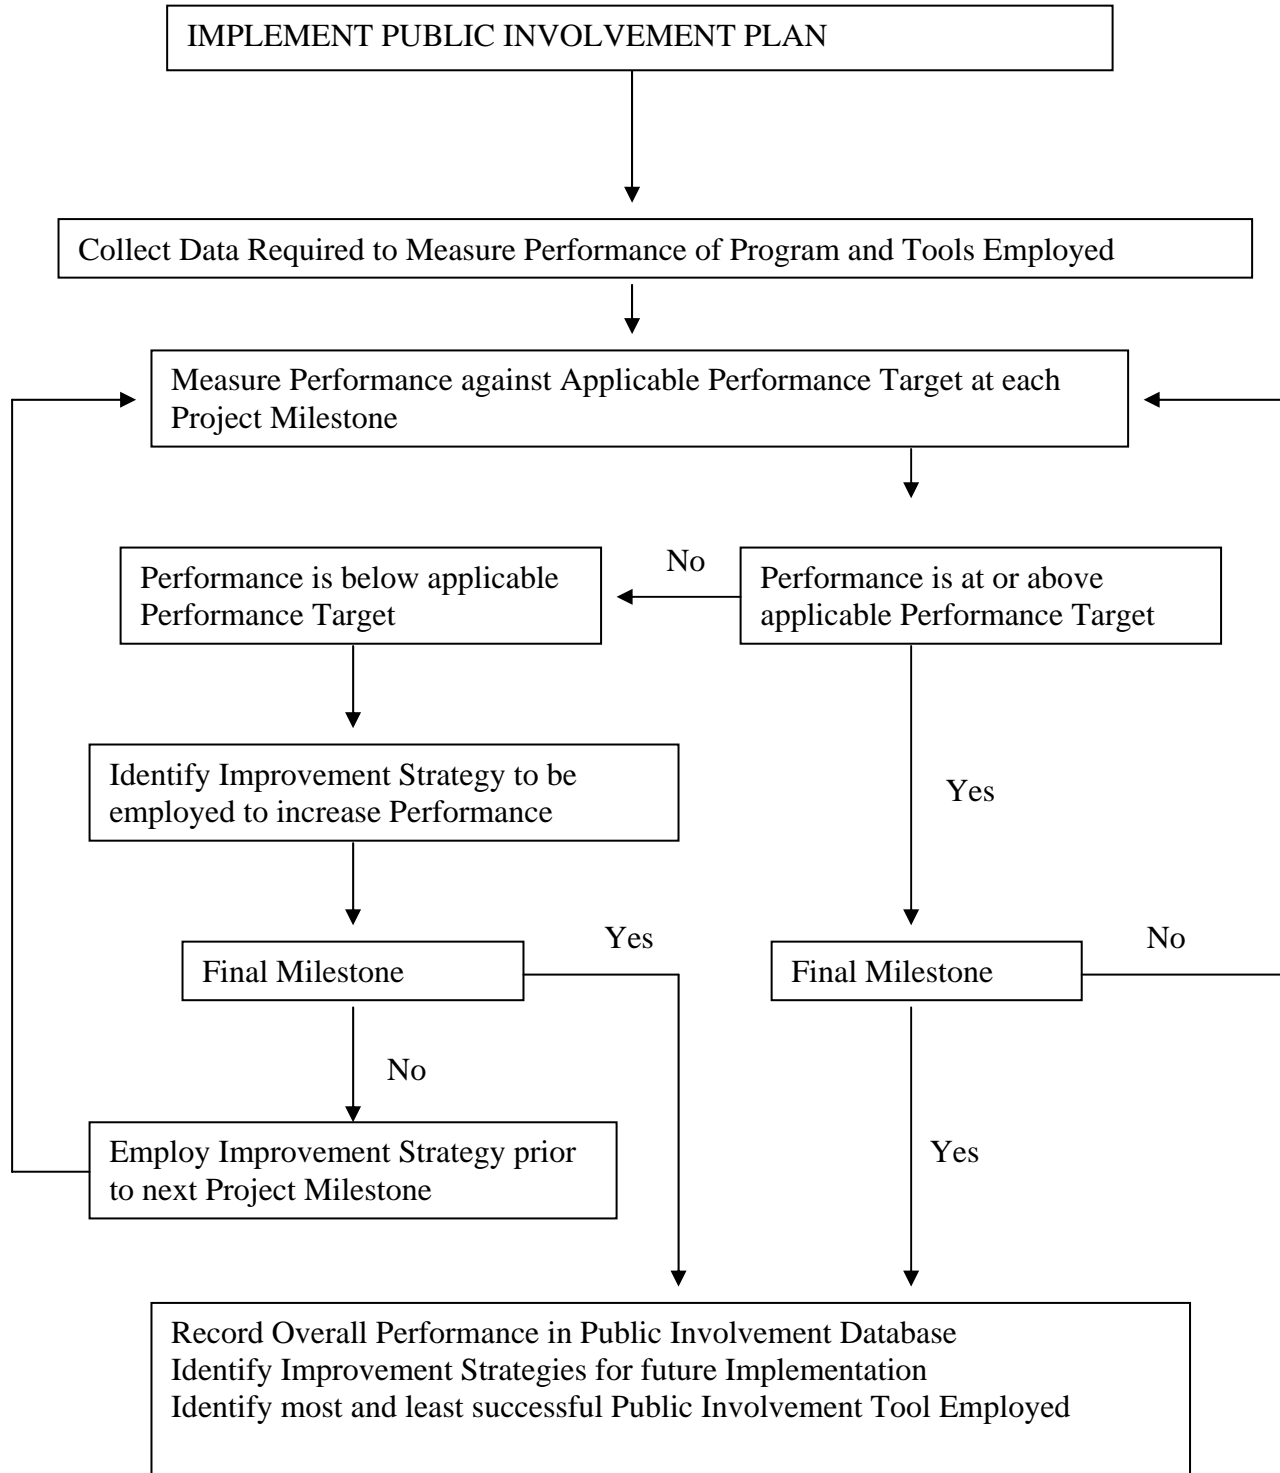 IMPLEMENT PUBLIC INVOLVEMENT PLAN
Collect Data Required to Measure Performance of Program and Tools Employed
Measure Performance against Applicable Performance Target at each
Project Milestone
Performance is below applicable
Performance Target
No
Performance is at or above
applicable Performance Target
Identify Improvement Strategy to be
employed to increase Performance
Yes
Final Milestone
Yes
Final Milestone
No
No
Employ Improvement Strategy prior
to next Project Milestone
Yes
Record Overall Performance in Public Involvement Database
Identify Improvement Strategies for future Implementation
Identify most and least successful Public Involvement Tool Employed